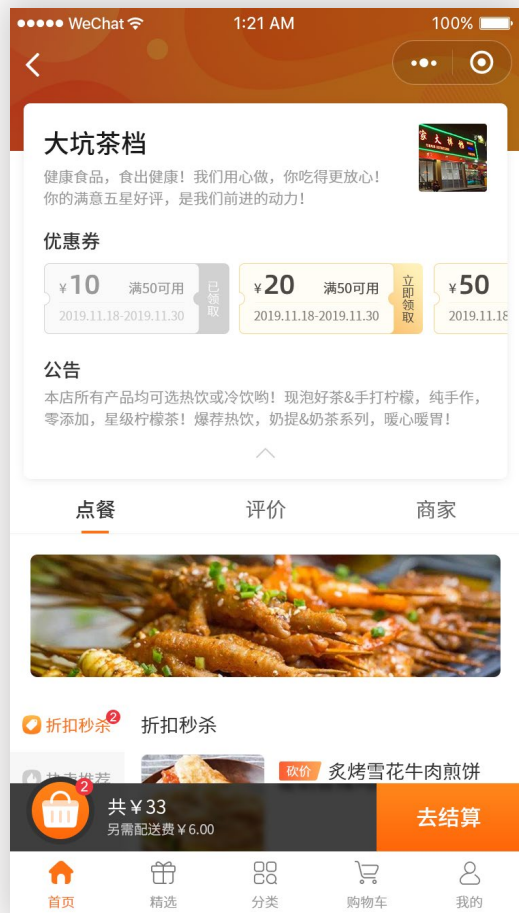 WeChat
1:21 AM
100%
大坑茶档
健康食品，食出健康！我们用心做，你吃得更放心！
你的满意五星好评，是我们前进的动力！
优惠券
¥10 满50可用
2019.11.18-2019.11.30
已领取
¥20 满50可用
2019.11.18-2019.11.30
立即领取
¥50
2019.11.18
公告
本店所有产品均可选热饮或冷饮哟！现泡好茶&手打柠檬，纯手作，
零添加，星级柠檬茶！爆荐热饮，奶提&奶茶系列，暖心暖胃！
点餐 评价 商家
折扣秒杀 2
折扣秒杀
热卖推荐
砍价 炙烤雪花牛肉煎饼
2
共¥33
另需配送费¥6.00
去结算
首页 精选 分类 购物车 我的